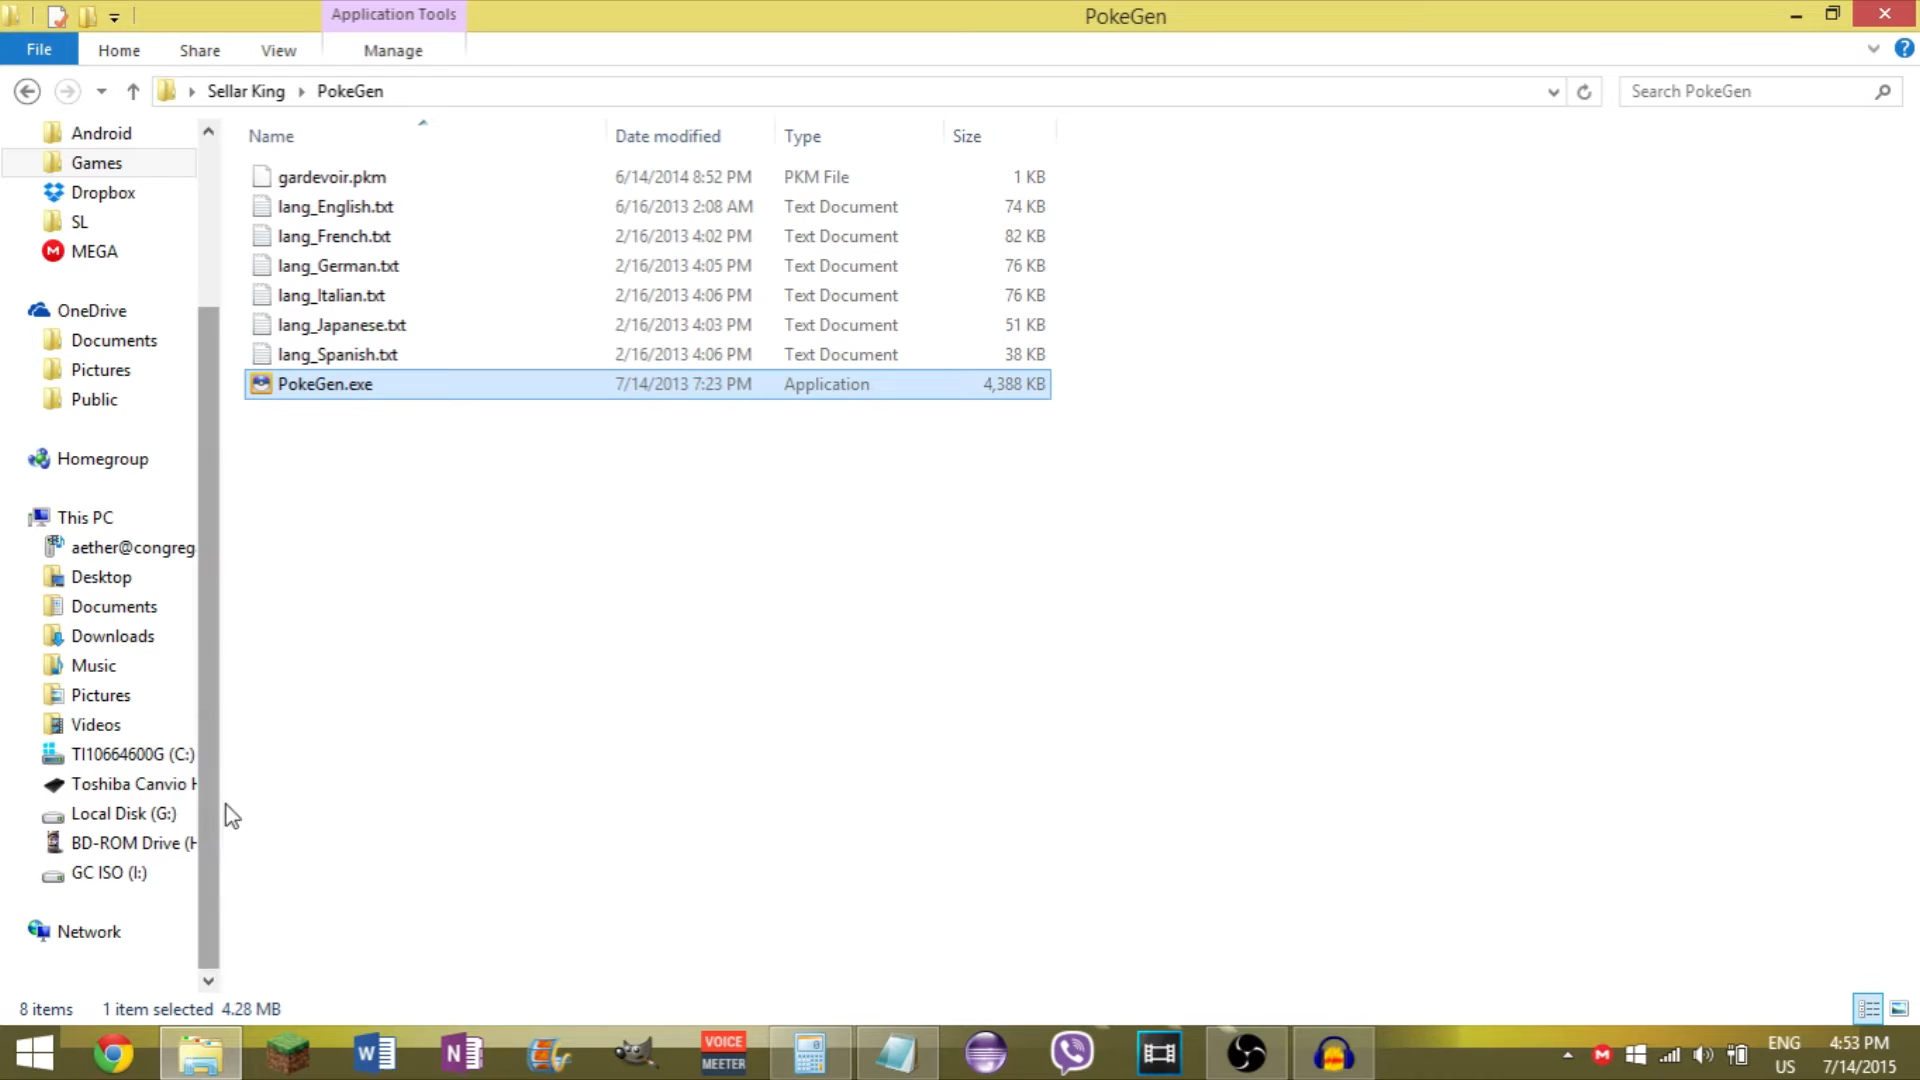 Application Tools
PokeGen
File
Home
Share
View
Manage
Sellar King
PokeGen
Search PokeGen
Name
Date modified
Type
Size
gardevoir.pkm 6/14/2014 8:52 PM PKM File 1 KB
lang_English.txt 6/16/2013 2:08 AM Text Document 74 KB
lang_French.txt 2/16/2013 4:02 PM Text Document 82 KB
lang_German.txt 2/16/2013 4:05 PM Text Document 76 KB
lang_Italian.txt 2/16/2013 4:06 PM Text Document 76 KB
lang_Japanese.txt 2/16/2013 4:03 PM Text Document 51 KB
lang_Spanish.txt 2/16/2013 4:06 PM Text Document 38 KB
PokeGen.exe 7/14/2013 7:23 PM Application 4,388 KB
Android
Games
Dropbox
SL
MEGA
OneDrive
Documents
Pictures
Public
Homegroup
This PC
aether@congreg
Desktop
Documents
Downloads
Music
Pictures
Videos
TI10664600G (C:)
Toshiba Canvio H
Local Disk (G:)
BD-ROM Drive (H
GC ISO (I:)
Network
8 items 1 item selected 4.28 MB
VOICE
MEETER
ENG
US
4:53 PM
7/14/2015